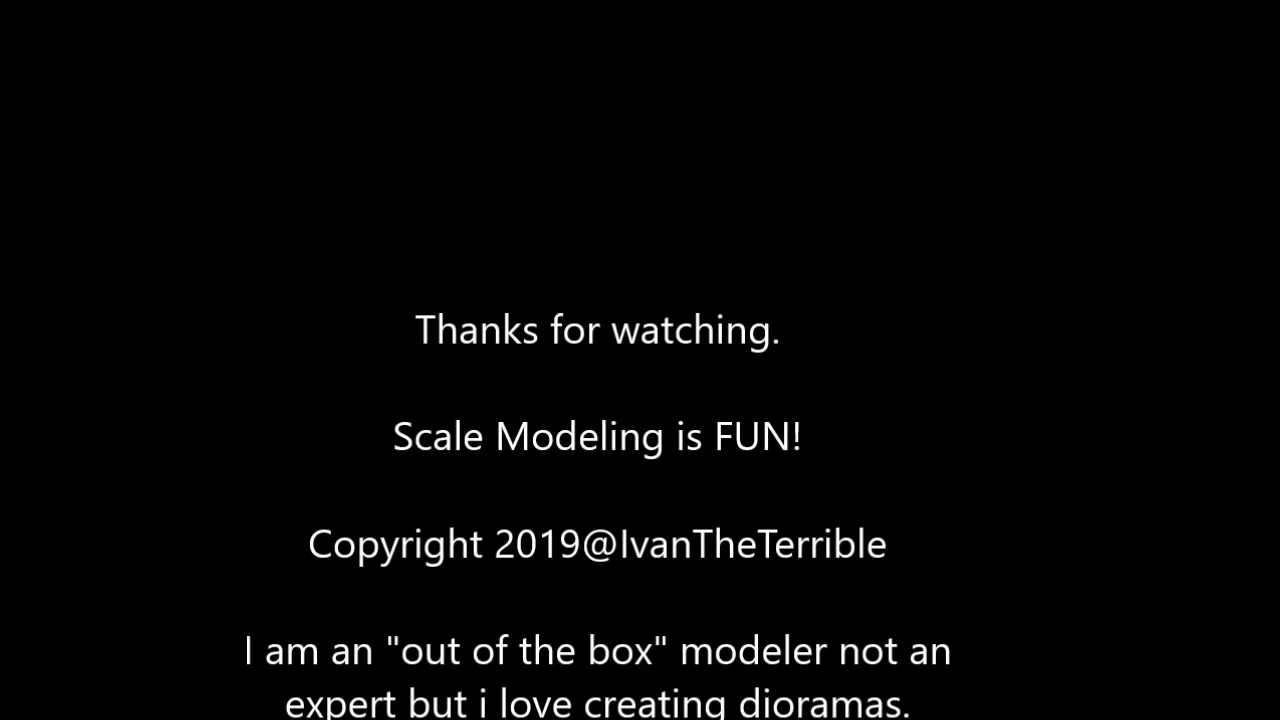 Thanks for watching.
Scale Modeling is FUN!
Copyright 2019@IvanTheTerrible
I am an "out of the box" modeler not an
expert but i love creating dioramas.